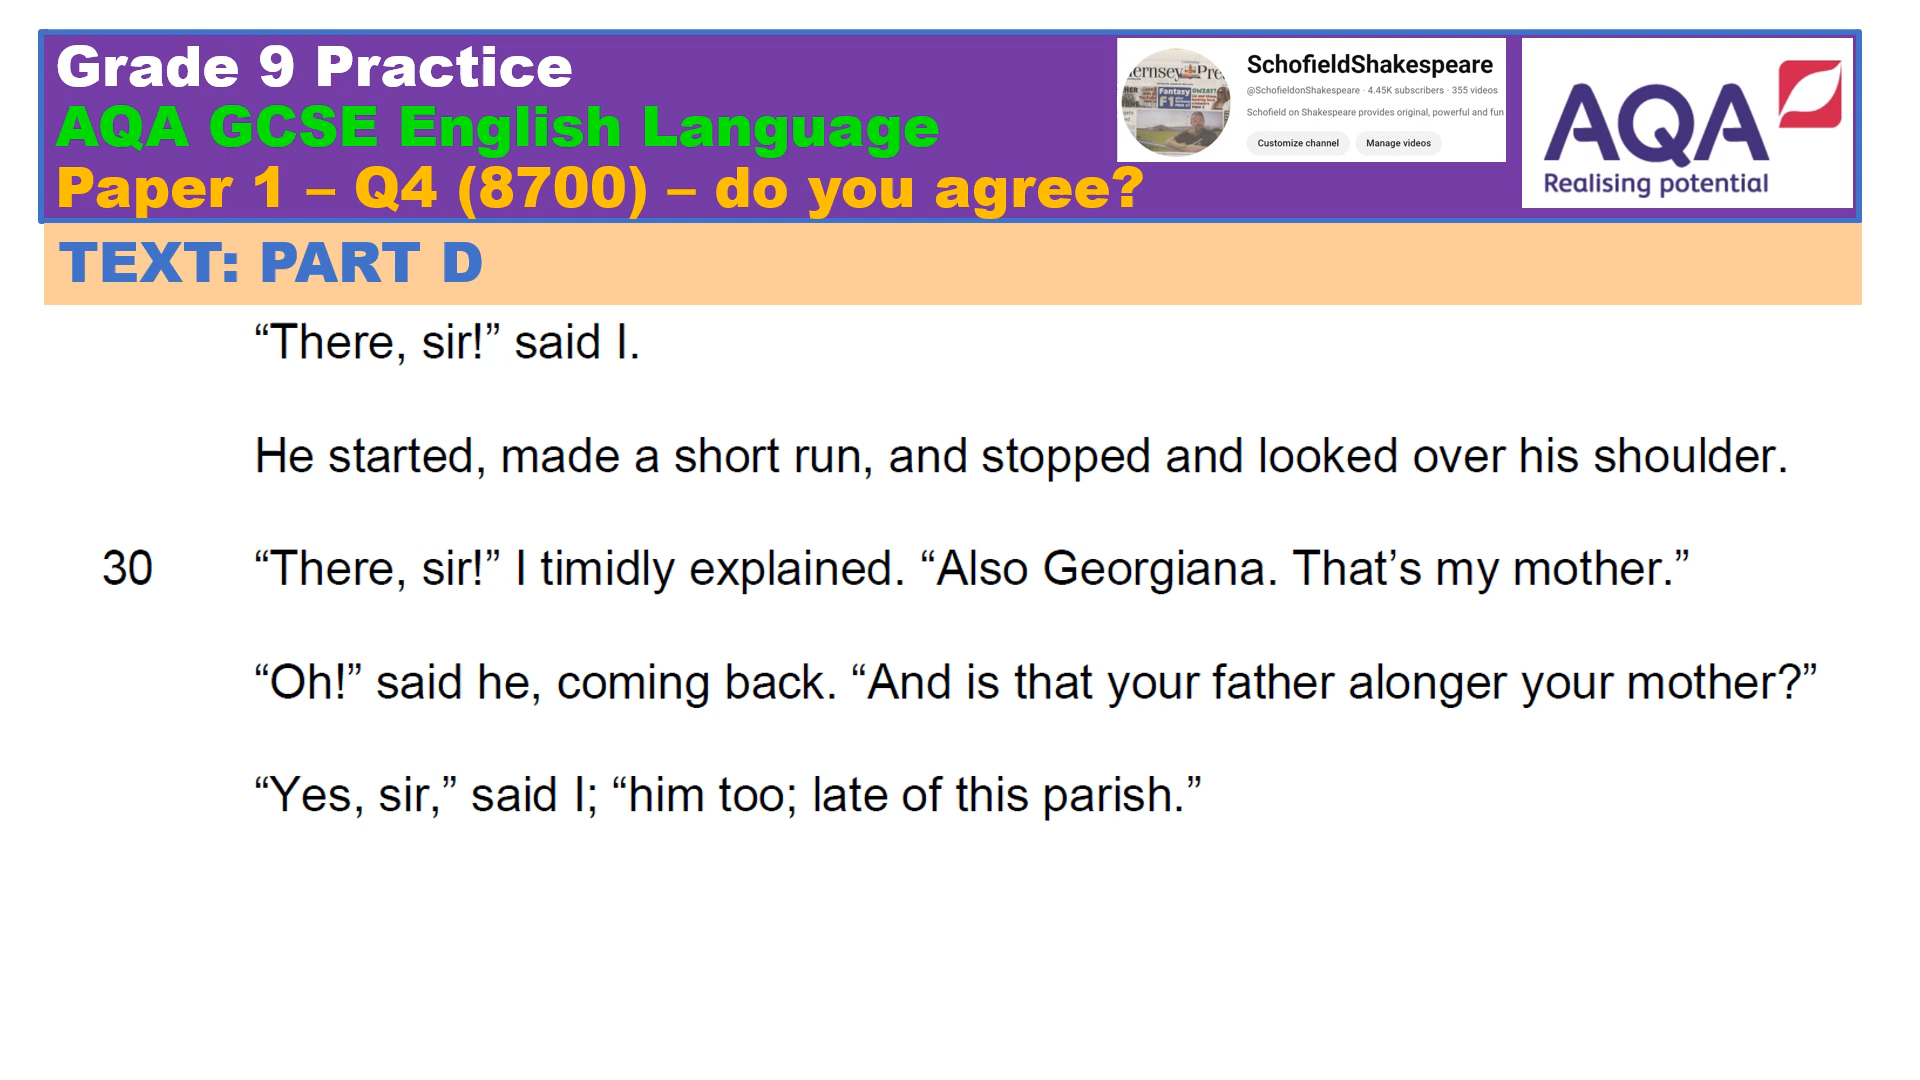 Grade 9 Practice
AQA GCSE English Language
Paper 1 – Q4 (8700) – do you agree?
SchofieldShakespeare
@SchofieldonShakespeare · 4.45K subscribers · 355 videos
Schofield on Shakespeare provides original, powerful and fun
Customize channel Manage videos
AQA
Realising potential
TEXT: PART D
“There, sir!” said I.
He started, made a short run, and stopped and looked over his shoulder.
30 “There, sir!” I timidly explained. “Also Georgiana. That’s my mother.”
“Oh!” said he, coming back. “And is that your father alonger your mother?”
“Yes, sir,” said I; “him too; late of this parish.”